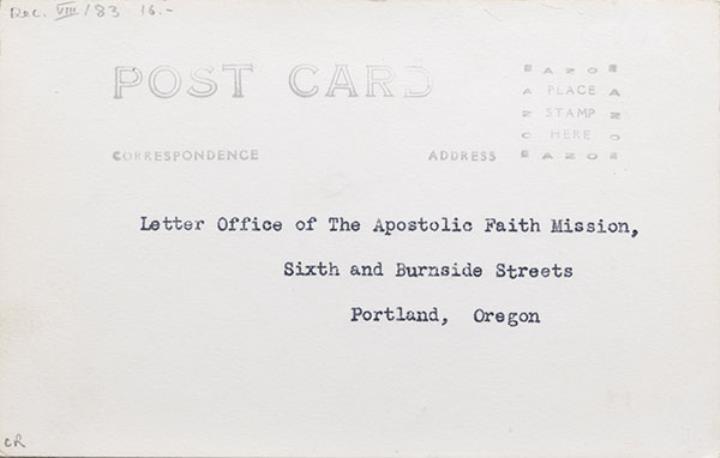 Rec. VIII/83 16.-
POST CARD
PLACE
STAMP
HERE
AZO
CORRESPONDENCE
ADDRESS
Letter Office of The Apostolic Faith Mission,
Sixth and Burnside Streets
Portland, Oregon
CR